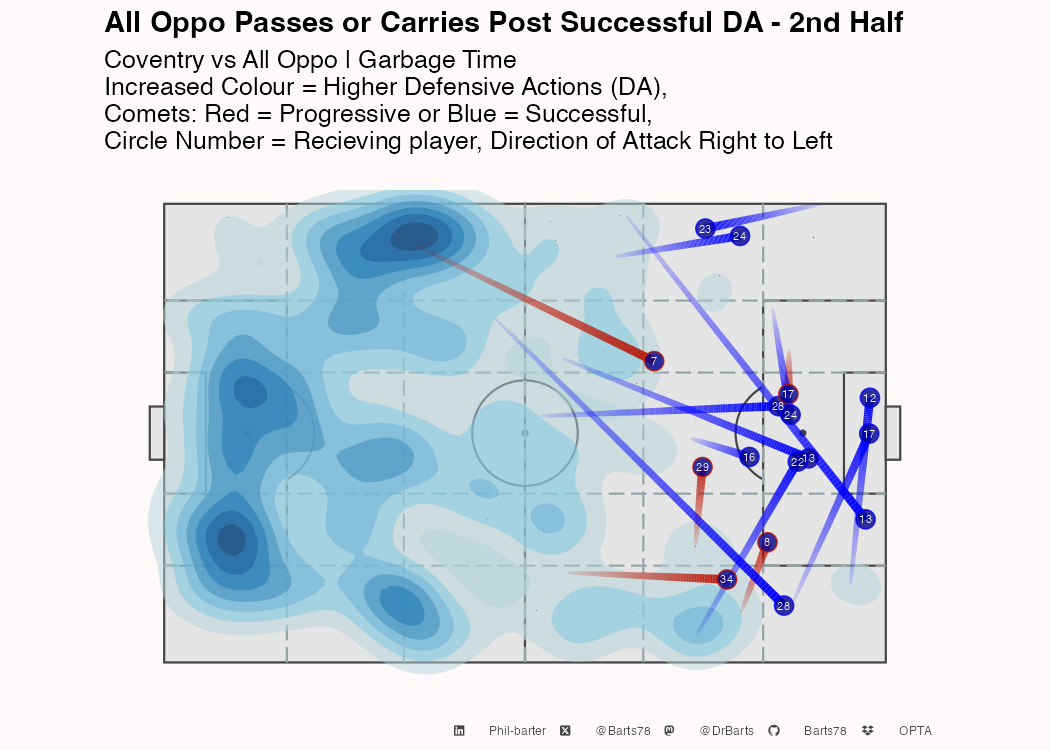 All Oppo Passes or Carries Post Successful DA - 2nd Half
Coventry vs All Oppo | Garbage Time
Increased Colour = Higher Defensive Actions (DA),
Comets: Red = Progressive or Blue = Successful,
Circle Number = Recieving player, Direction of Attack Right to Left
23
24
7
17
28
24
12
17
16
22
13
29
13
8
34
28
Phil-barter @Barts78 @DrBarts Barts78 OPTA